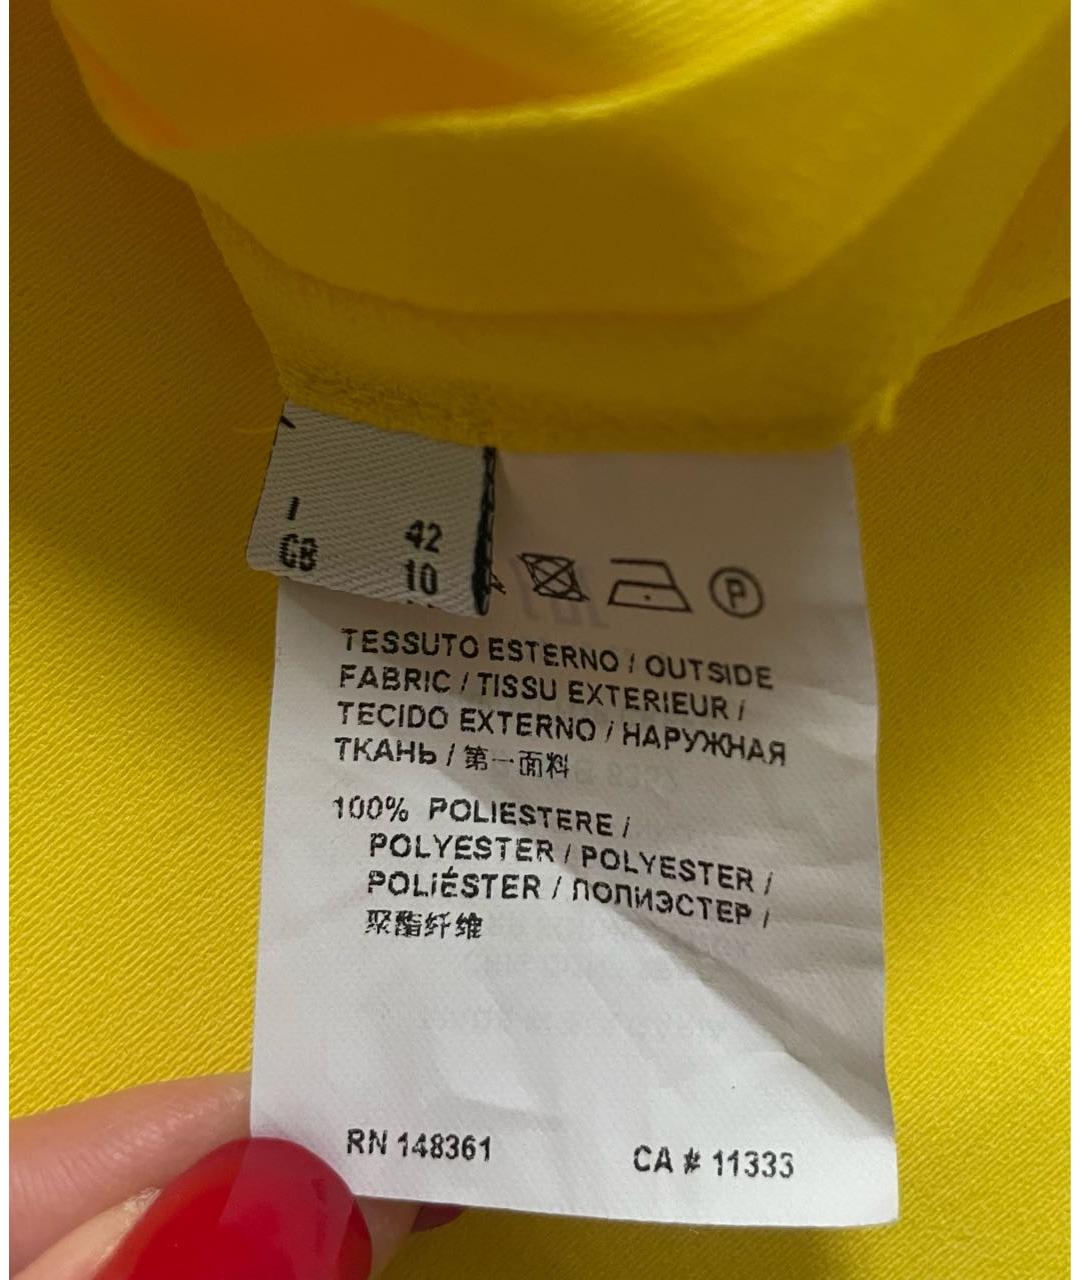 I 42
GB 10
P
TESSUTO ESTERNO / OUTSIDE
FABRIC / TISSU EXTERIEUR /
TECIDO EXTERNO / НАРУЖНАЯ
ТКАНЬ / 第一面料
100% POLIESTERE /
POLYESTER / POLYESTER /
POLIÉSTER / ПОЛИЭСТЕР /
聚酯纤维
RN 148361 CA # 11333